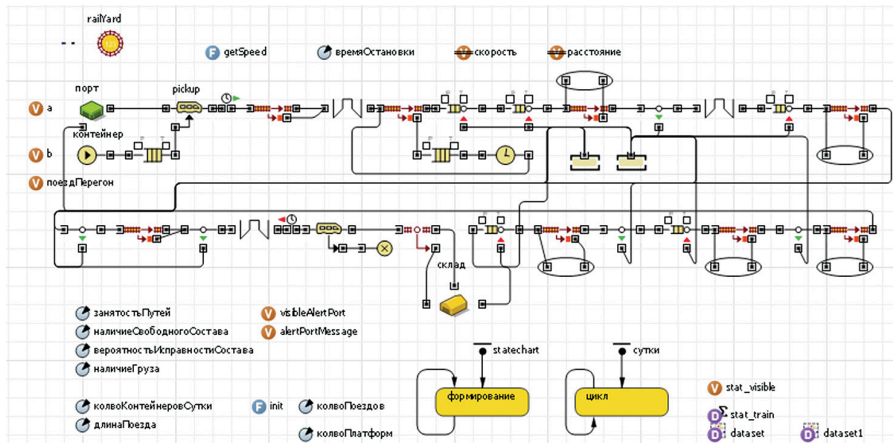 railYard
getSpeed
времяОстановки
скорость
расстояние
порт
pickup
a
контейнер
b
поездПерегон
склад
занятостьПутей
visibleAlertPort
наличиеСвободногоСостава
alertPortMessage
вероятностьИсправностиСостава
наличиеГруза
statechart
сутки
формирование
цикл
stat_visible
колвоКонтейнеровСутки
init
колвоПоездов
stat_train
длинаПоезда
колвоПлатформ
dataset
dataset1